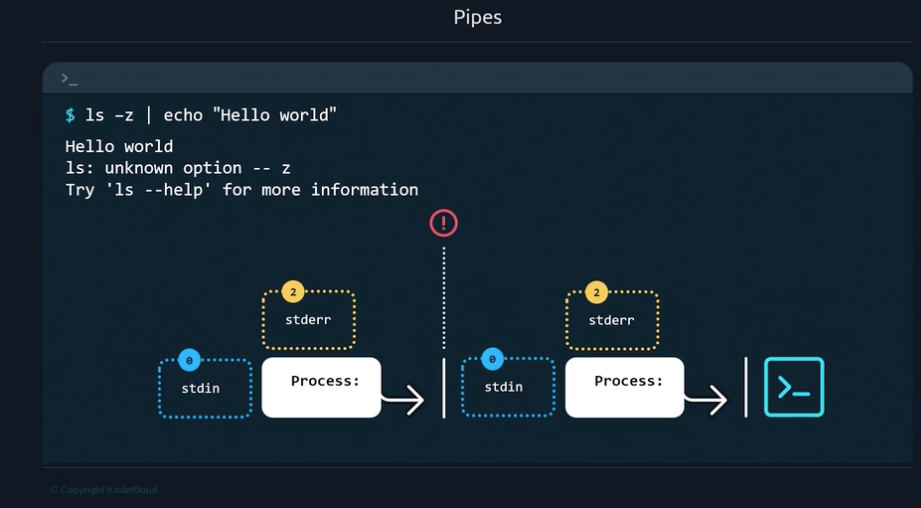 Pipes
>_
$ ls -z | echo "Hello world"
Hello world
ls: unknown option -- z
Try 'ls --help' for more information
!
2
stderr
2
stderr
0
stdin
Process:
0
stdin
Process:
>_
© Copyright KodeKloud